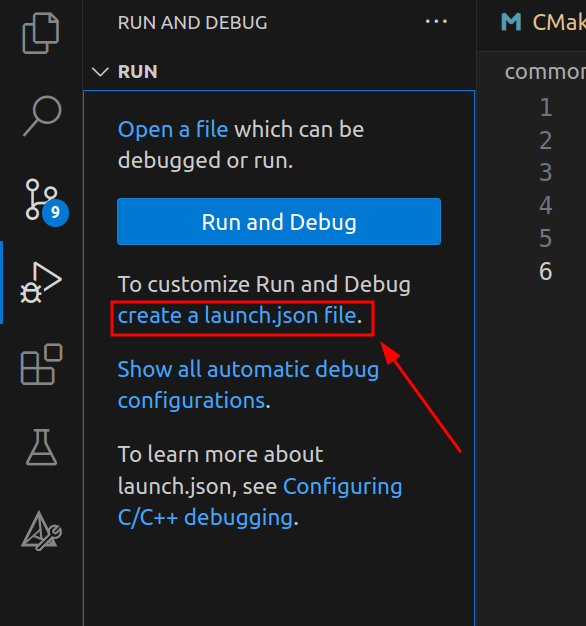 RUN AND DEBUG
RUN
Open a file which can be
debugged or run.
Run and Debug
To customize Run and Debug
create a launch.json file.
Show all automatic debug
configurations.
To learn more about
launch.json, see Configuring
C/C++ debugging.
9
M CMak
common
1
2
3
4
5
6